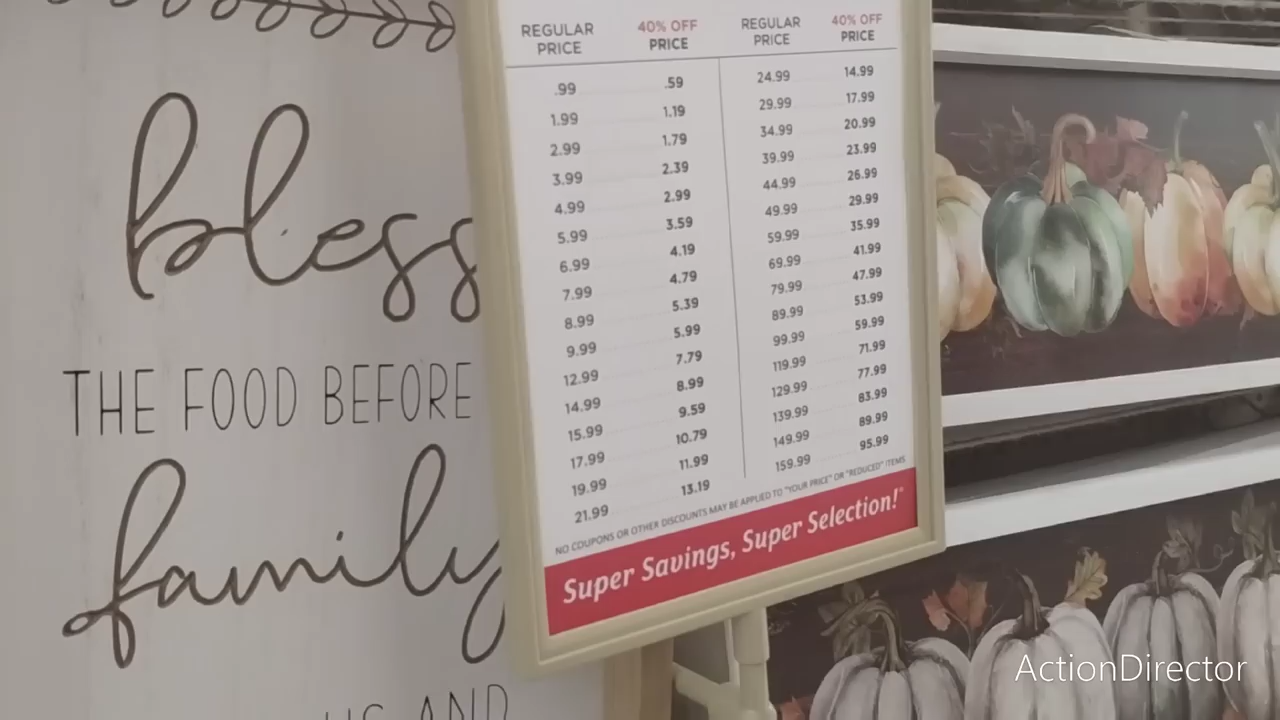 bless
THE FOOD BEFORE
family
US AND
REGULAR PRICE 40% OFF PRICE REGULAR PRICE 40% OFF PRICE
.99 .59 24.99 14.99
1.99 1.19 29.99 17.99
2.99 1.79 34.99 20.99
3.99 2.39 39.99 23.99
4.99 2.99 44.99 26.99
5.99 3.59 49.99 29.99
6.99 4.19 59.99 35.99
7.99 4.79 69.99 41.99
8.99 5.39 79.99 47.99
9.99 5.99 89.99 53.99
12.99 7.79 99.99 59.99
14.99 8.99 119.99 71.99
15.99 9.59 129.99 77.99
17.99 10.79 139.99 83.99
19.99 11.99 149.99 89.99
21.99 13.19 159.99 95.99
NO COUPONS OR OTHER DISCOUNTS MAY BE APPLIED TO "YOUR PRICE" OR "REDUCED" ITEMS
Super Savings, Super Selection!
ActionDirector